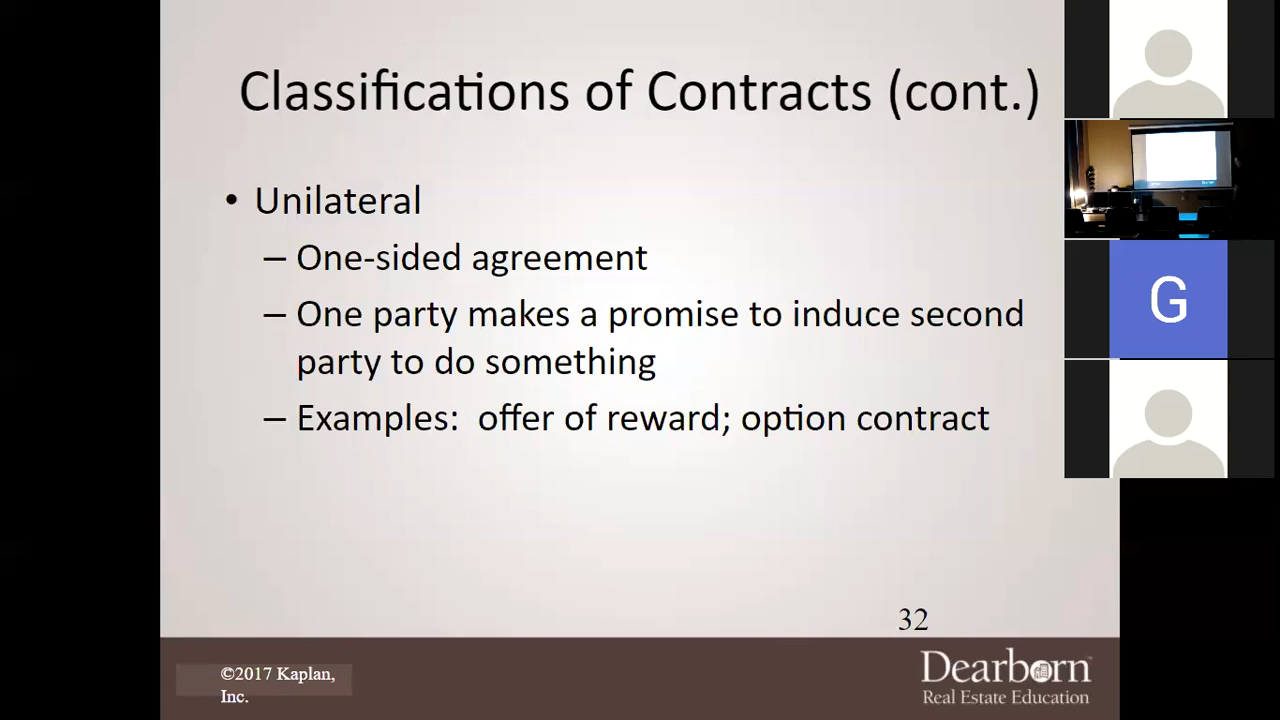 Classifications of Contracts (cont.)
• Unilateral
– One-sided agreement
– One party makes a promise to induce second
party to do something
– Examples:  offer of reward; option contract
G
32
©2017 Kaplan,
Inc.
Dearborn
Real Estate Education